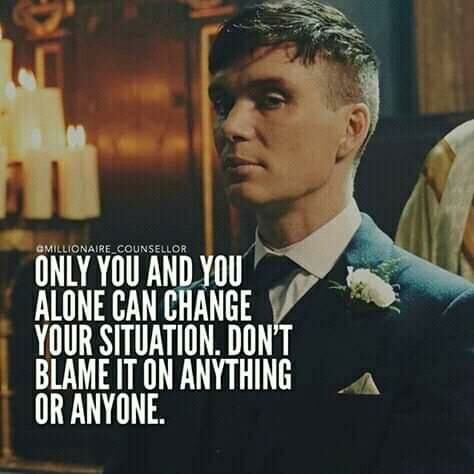 @MILLIONAIRE_COUNSELLOR
ONLY YOU AND YOU
ALONE CAN CHANGE
YOUR SITUATION. DON'T
BLAME IT ON ANYTHING
OR ANYONE.